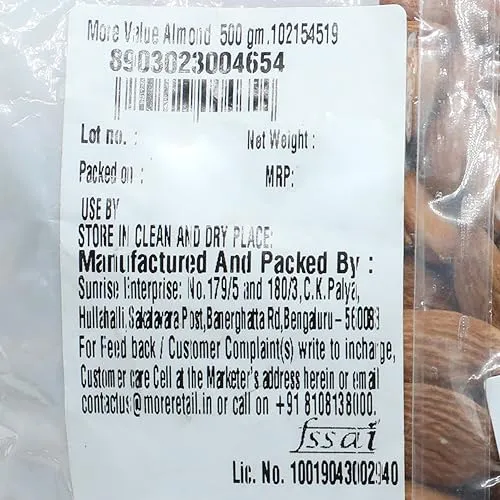 More Value Almond 500 gm.102154519
8903023004654
Lot no. :
Net Weight :
Packed on :
MRP:
USE BY
STORE IN CLEAN AND DRY PLACE:
Manufactured And Packed By :
Sunrise Enterprise: No.179/5 and 180/3,C.K.Palya,
Hullahalli,Sakalawara Post,Banerghatta Rd,Bengaluru – 560083
For Feed back / Customer Complaint(s) write to incharge,
Customer care Cell at the Marketer's address herein or email
contactus@moreretail.in or call on +91 8108138000.
fssai
Lic. No. 10019043002940